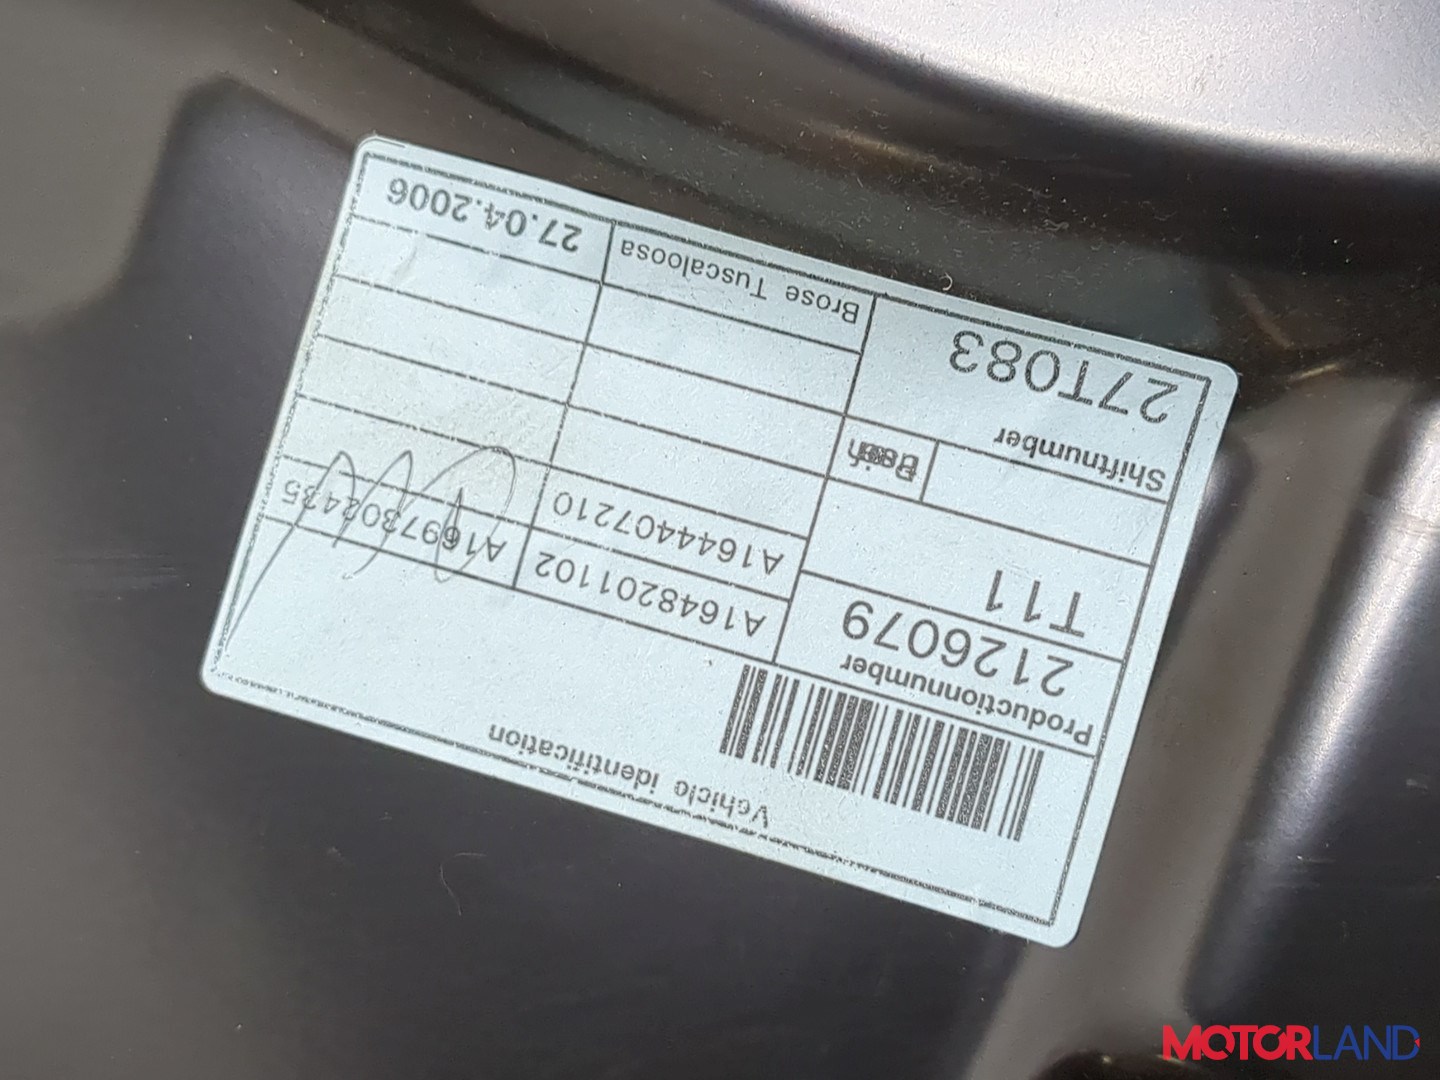 Vehicle identification
Productionnumber
2126079
A1648201102 A1697302435
T11
A1644407210
Shiftnumber
27T083
Brose Tuscaloosa 27.04.2006
MOTORLAND